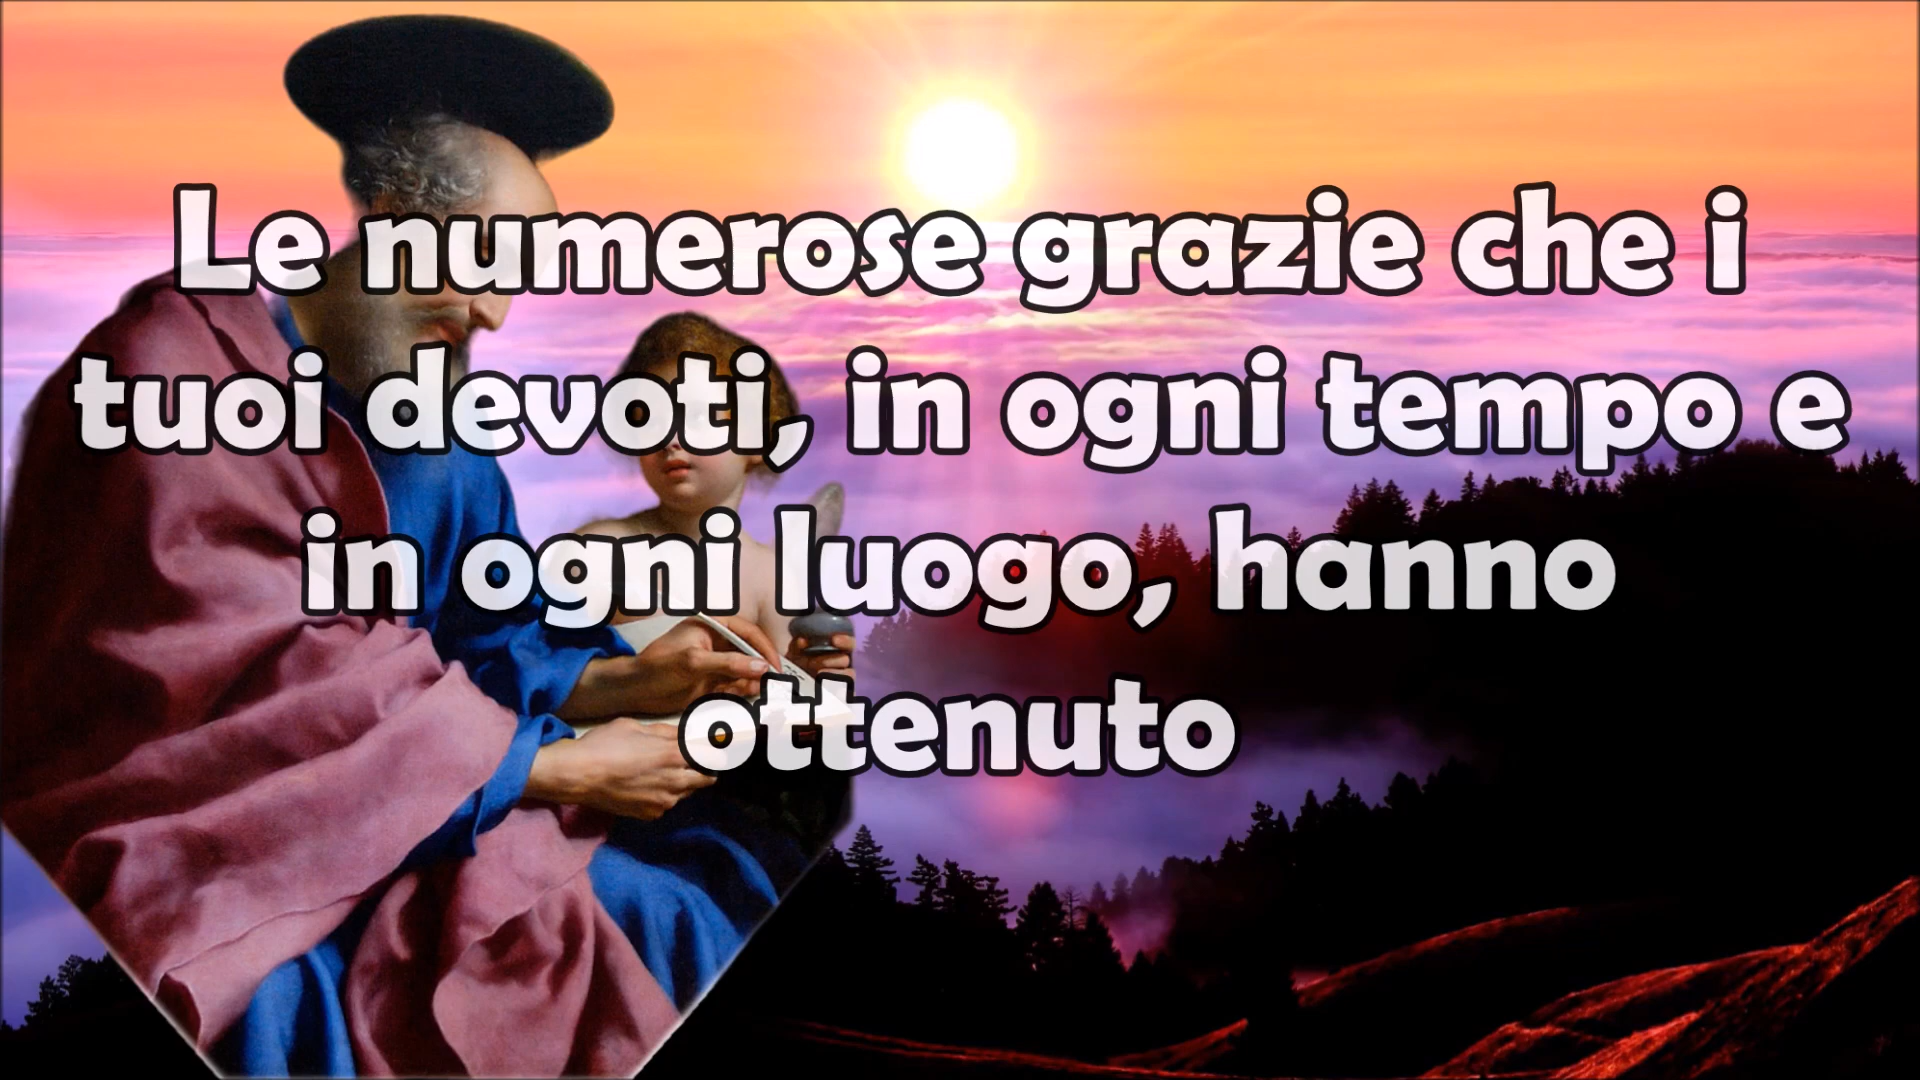 Le numerose grazie che i
tuoi devoti, in ogni tempo e
in ogni luogo, hanno
ottenuto